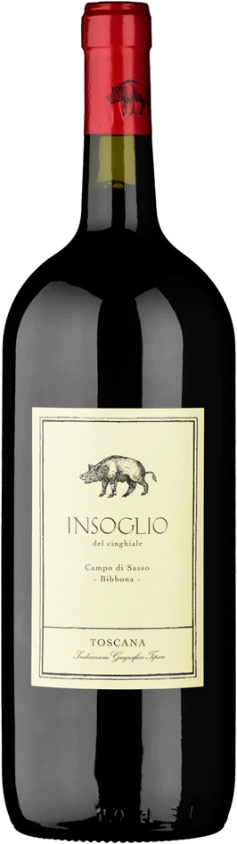 INSOGLIO
del cinghiale
Campo di Sasso
- Bibbona -
TOSCANA
Indicazione Geografica Tipica